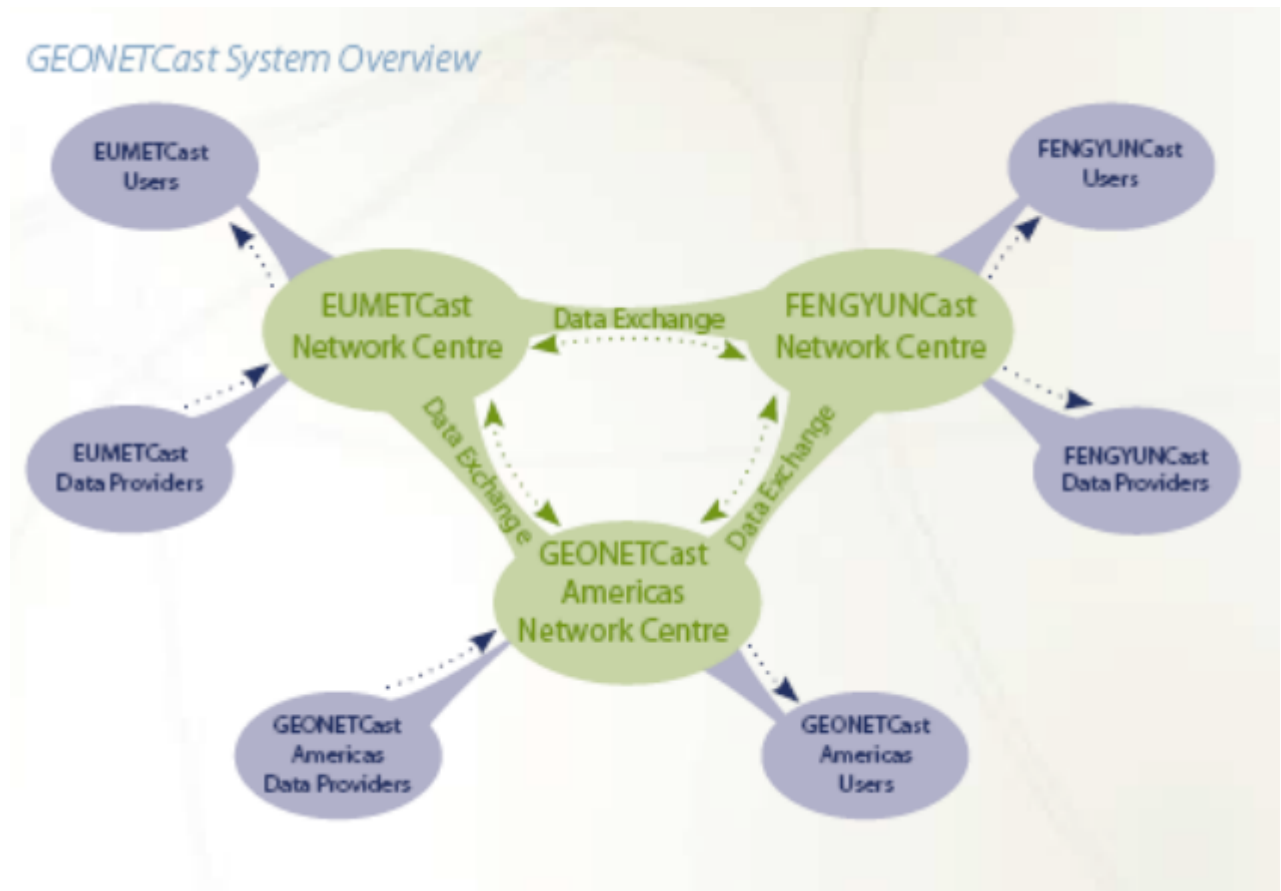 GEONETCast System Overview
EUMETCast
Users
FENGYUNCast
Users
EUMETCast
Network Centre
Data Exchange
FENGYUNCast
Network Centre
EUMETCast
Data Providers
Data Exchange
Data Exchange
FENGYUNCast
Data Providers
GEONETCast
Americas
Network Centre
GEONETCast
Americas
Data Providers
GEONETCast
Americas
Users